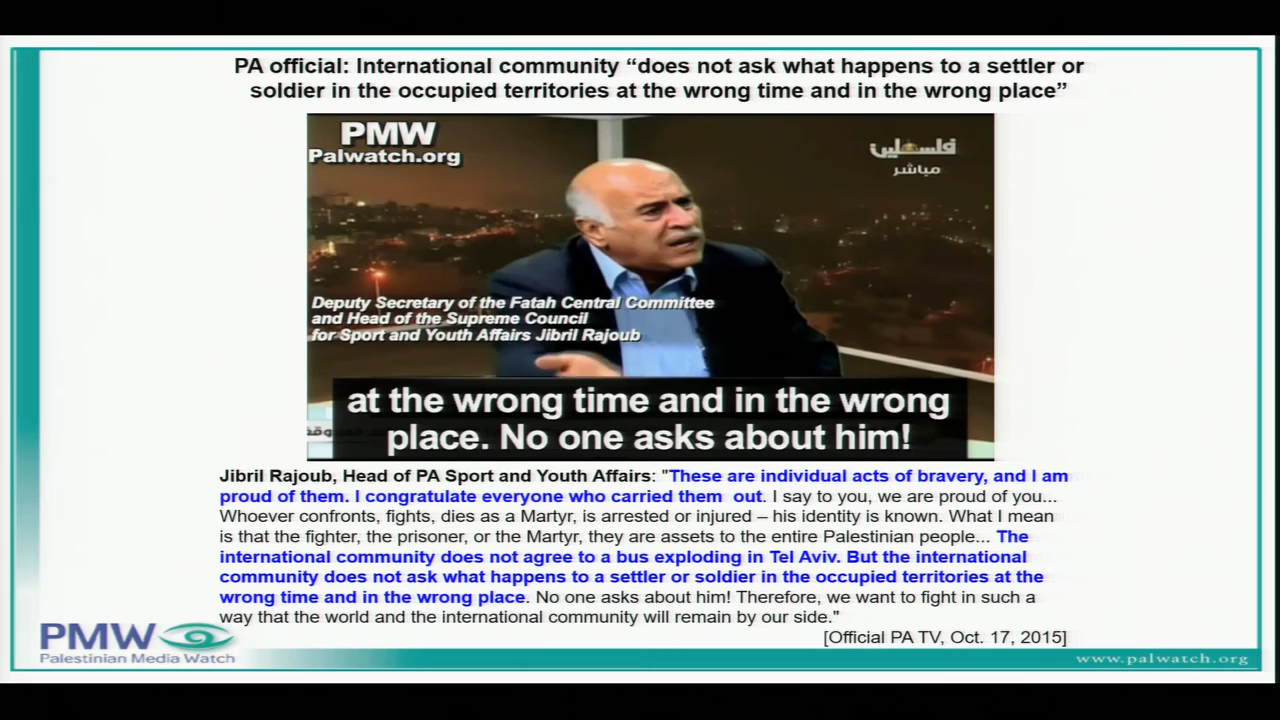 PA official: International community “does not ask what happens to a settler or
soldier in the occupied territories at the wrong time and in the wrong place”
PMW
Palwatch.org
فلسطين
مباشر
Deputy Secretary of the Fatah Central Committee
and Head of the Supreme Council
for Sport and Youth Affairs Jibril Rajoub
at the wrong time and in the wrong
place. No one asks about him!
Jibril Rajoub, Head of PA Sport and Youth Affairs: "These are individual acts of bravery, and I am
proud of them. I congratulate everyone who carried them out. I say to you, we are proud of you...
Whoever confronts, fights, dies as a Martyr, is arrested or injured – his identity is known. What I mean
is that the fighter, the prisoner, or the Martyr, they are assets to the entire Palestinian people... The
international community does not agree to a bus exploding in Tel Aviv. But the international
community does not ask what happens to a settler or soldier in the occupied territories at the
wrong time and in the wrong place. No one asks about him! Therefore, we want to fight in such a
way that the world and the international community will remain by our side."
[Official PA TV, Oct. 17, 2015]
PMW
Palestinian Media Watch
www.palwatch.org